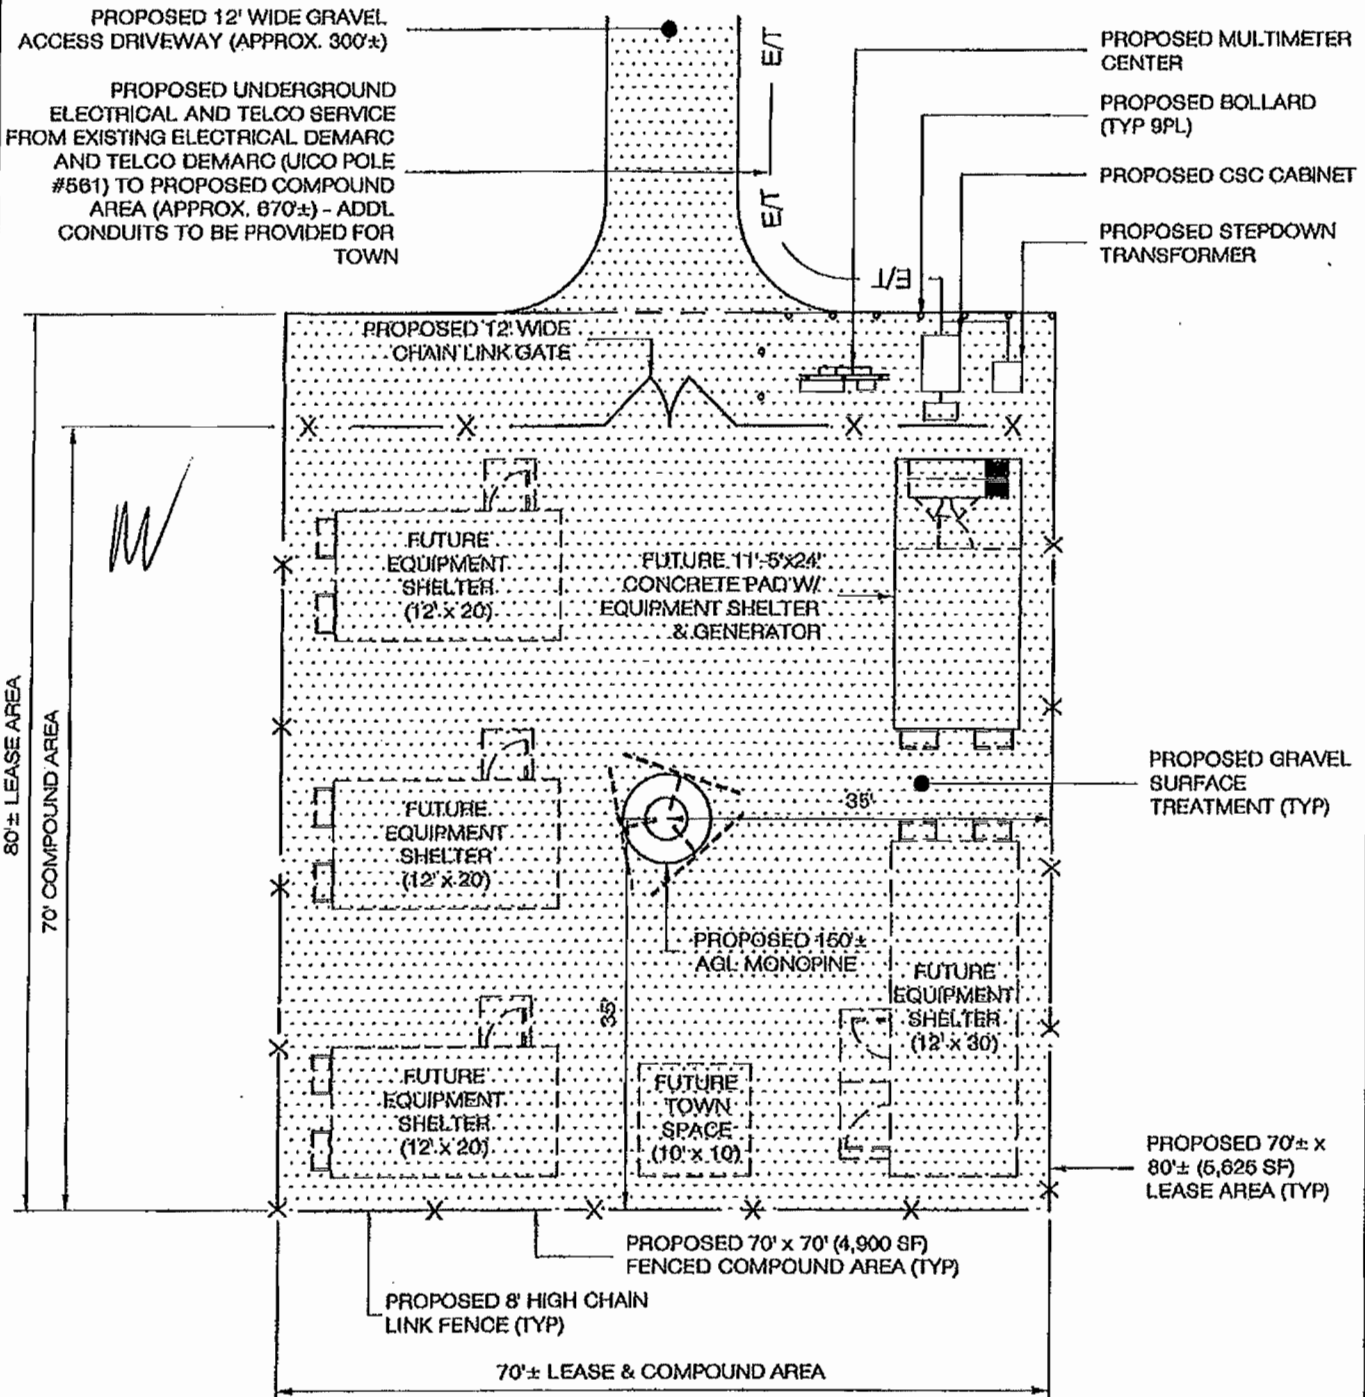 PROPOSED 12' WIDE GRAVEL
ACCESS DRIVEWAY (APPROX. 300'±)
PROPOSED UNDERGROUND
ELECTRICAL AND TELCO SERVICE
FROM EXISTING ELECTRICAL DEMARC
AND TELCO DEMARC (UICO POLE
#561) TO PROPOSED COMPOUND
AREA (APPROX. 670'±) - ADDL
CONDUITS TO BE PROVIDED FOR
TOWN
E/T
E/T
E/T
PROPOSED MULTIMETER
CENTER
PROPOSED BOLLARD
(TYP 9PL)
PROPOSED CSC CABINET
PROPOSED STEPDOWN
TRANSFORMER
PROPOSED 12' WIDE
CHAIN LINK GATE
FUTURE
EQUIPMENT
SHELTER
(12' x 20')
FUTURE 11'-5"x24'
CONCRETE PAD W/
EQUIPMENT SHELTER
& GENERATOR
80'± LEASE AREA
70' COMPOUND AREA
FUTURE
EQUIPMENT
SHELTER
(12' x 20')
35'
PROPOSED GRAVEL
SURFACE
TREATMENT (TYP)
PROPOSED 150'±
AGL MONOPINE
35'
FUTURE
EQUIPMENT
SHELTER
(12' x 30')
FUTURE
EQUIPMENT
SHELTER
(12' x 20')
FUTURE
TOWN
SPACE
(10' x 10')
PROPOSED 70'± x
80'± (5,625 SF)
LEASE AREA (TYP)
PROPOSED 70' x 70' (4,900 SF)
FENCED COMPOUND AREA (TYP)
PROPOSED 8' HIGH CHAIN
LINK FENCE (TYP)
70'± LEASE & COMPOUND AREA